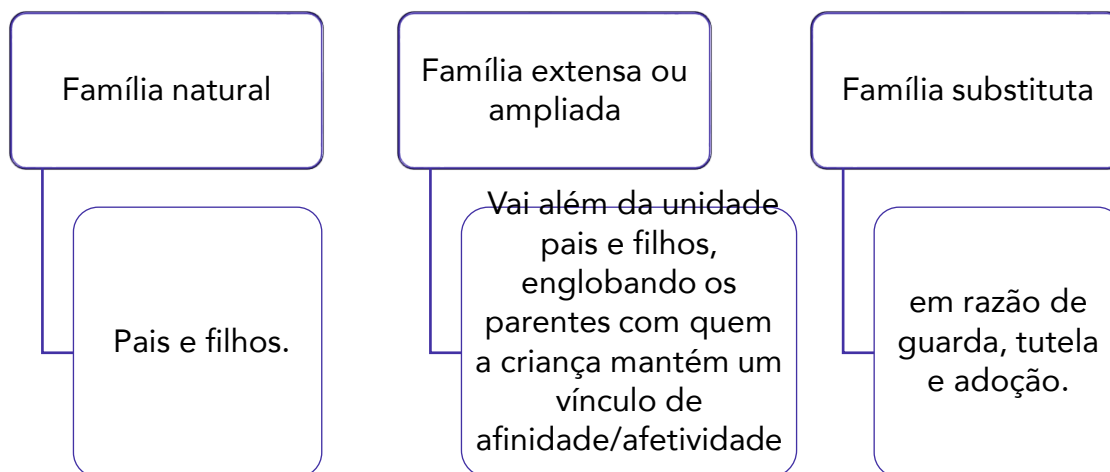 Família natural
Pais e filhos.
Família extensa ou
ampliada
Vai além da unidade
pais e filhos,
englobando os
parentes com quem
a criança mantém um
vínculo de
afinidade/afetividade
Família substituta
em razão de
guarda, tutela
e adoção.